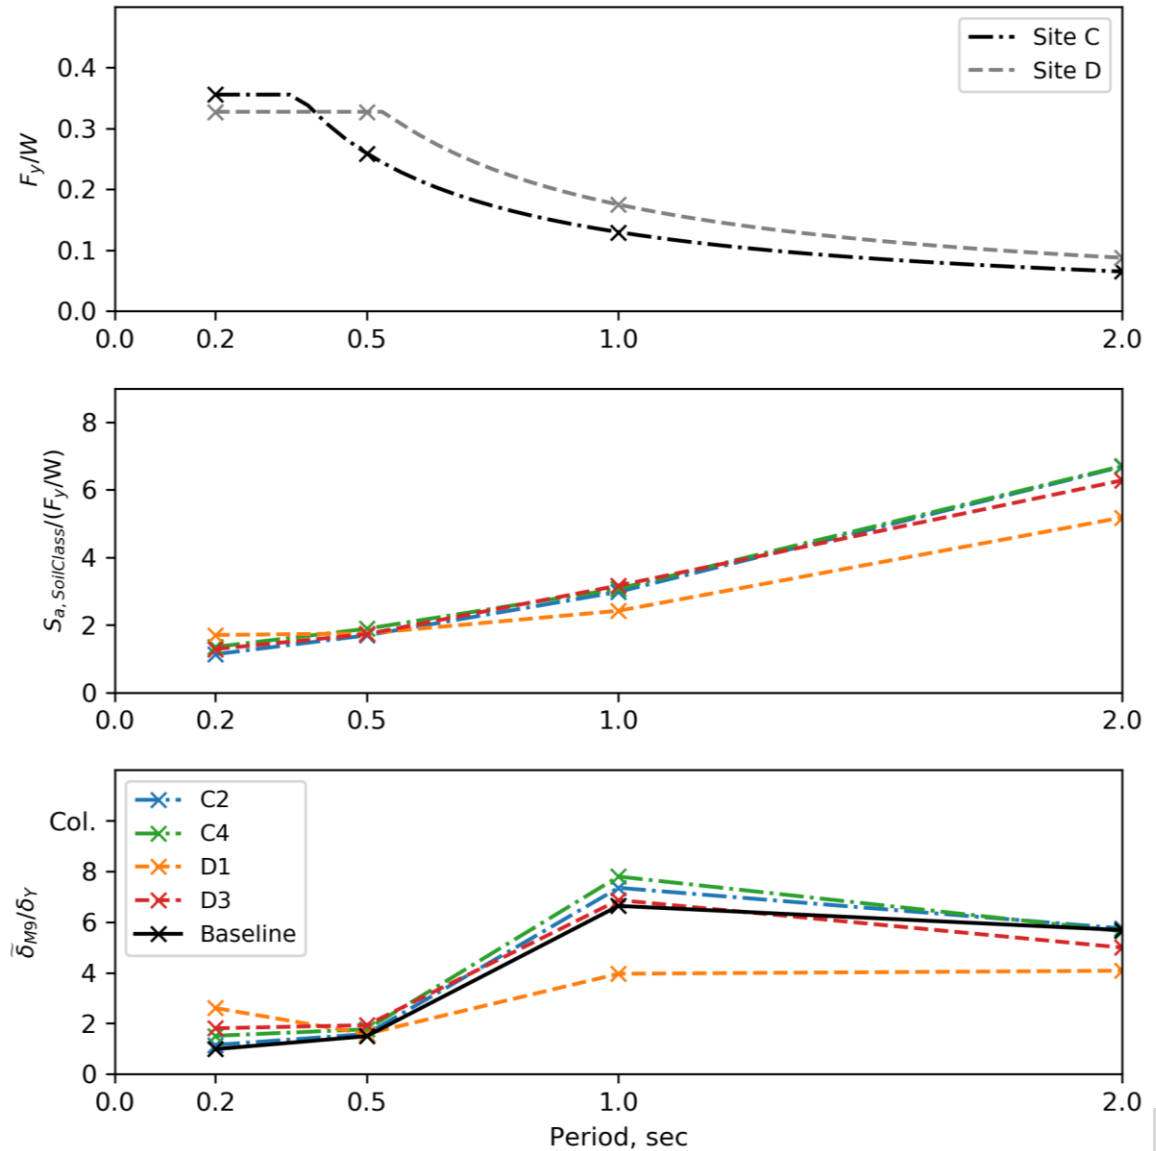 0.4
0.3
0.2
0.1
0.0
F_y/W
Site C
Site D
0.0 0.2 0.5 1.0 2.0
8
6
4
2
0
S_{a, SoilClass}/(F_y/W)
0.0 0.2 0.5 1.0 2.0
Col.
8
6
4
2
0
δ̃_{M9}/δ_Y
C2
C4
D1
D3
Baseline
0.0 0.2 0.5 1.0 2.0
Period, sec